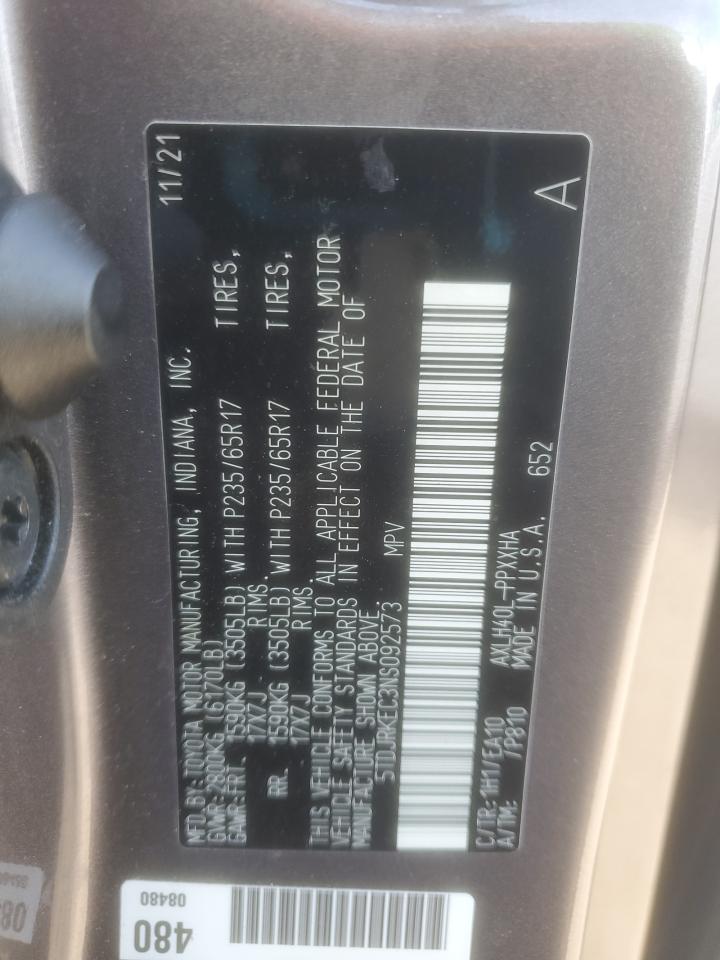 MFD. BY: TOYOTA MOTOR MANUFACTURING, INDIANA, INC. 11/21
GVWR: 2800KG (6170LB)
GAWR: FRT. 1590KG (3505LB) WITH P235/65R17 TIRES,
17X7J RIMS.
RR. 1590KG (3505LB) WITH P235/65R17 TIRES,
17X7J RIMS.
THIS VEHICLE CONFORMS TO ALL APPLICABLE FEDERAL MOTOR
VEHICLE SAFETY STANDARDS IN EFFECT ON THE DATE OF
MANUFACTURE SHOWN ABOVE.
5TDJRKEC3NS092573 MPV
C/TR: 1H1/EA10 AXLH40L-PPXXHA
A/TM: /P810 MADE IN U.S.A. 652
A
480
08480